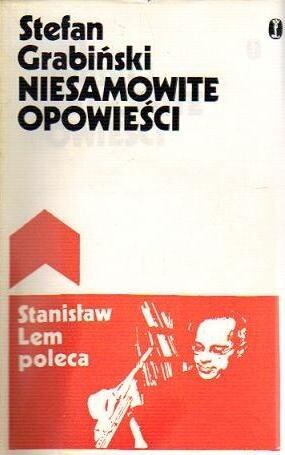 Stefan
Grabiński
NIESAMOWITE
OPOWIEŚCI
Stanisław
Lem
poleca